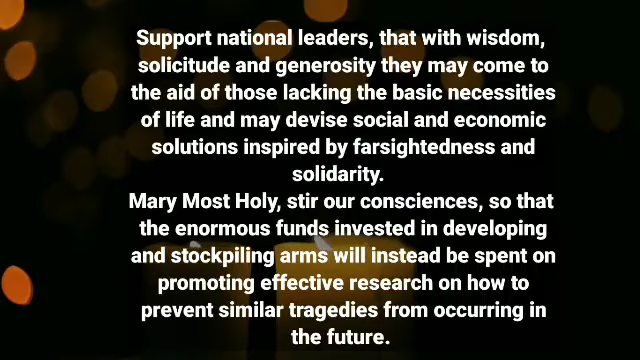 Support national leaders, that with wisdom,
solicitude and generosity they may come to
the aid of those lacking the basic necessities
of life and may devise social and economic
solutions inspired by farsightedness and
solidarity.
Mary Most Holy, stir our consciences, so that
the enormous funds invested in developing
and stockpiling arms will instead be spent on
promoting effective research on how to
prevent similar tragedies from occurring in
the future.